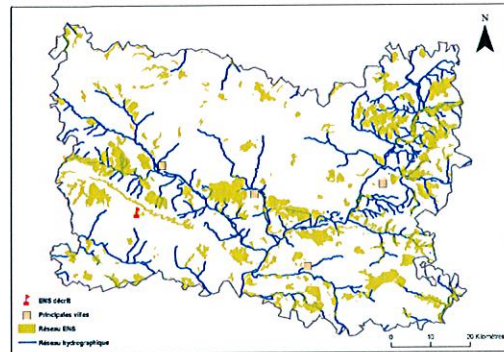 N
ENS décrit
Principales villes
Réseau ENS
Réseau hydrographique
0 10 20 Kilomètres